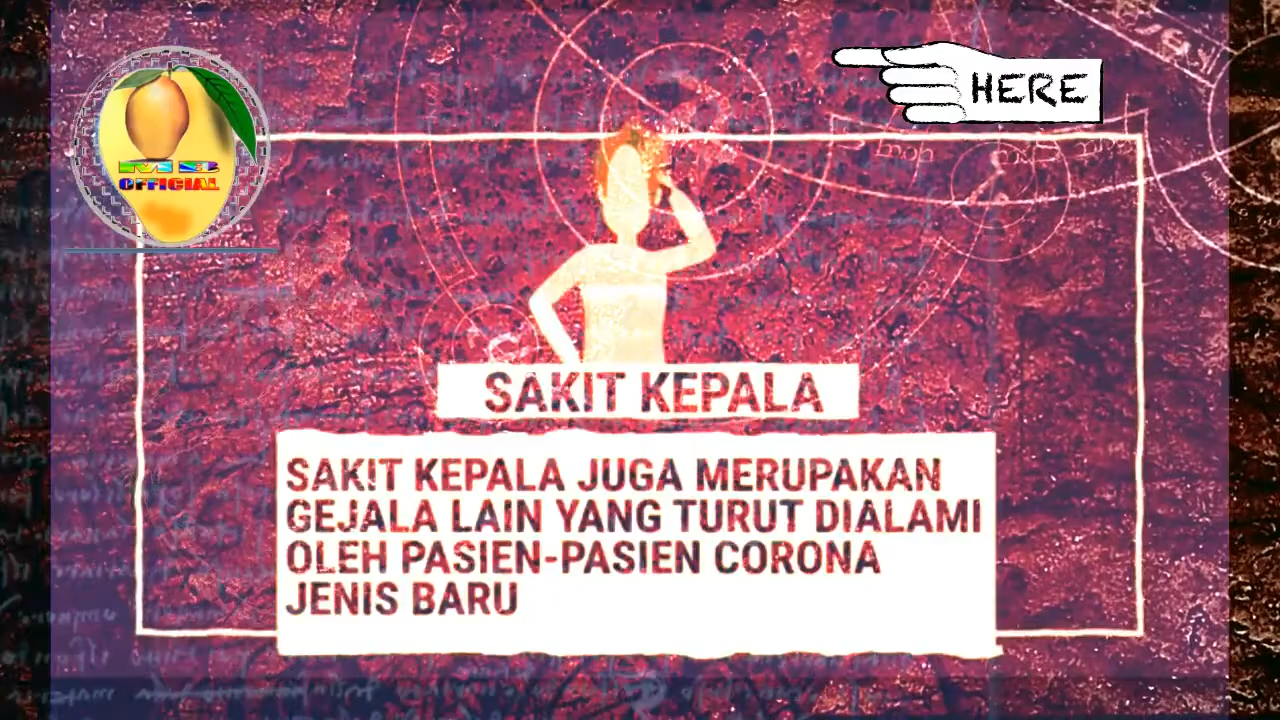 HERE
MB
OFFICIAL
SAKIT KEPALA
SAKIT KEPALA JUGA MERUPAKAN
GEJALA LAIN YANG TURUT DIALAMI
OLEH PASIEN-PASIEN CORONA
JENIS BARU